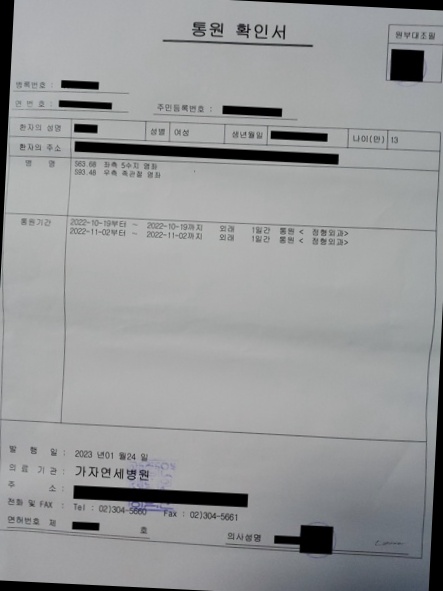 통원 확인서
원부대조필
병록번호 :
연 번 호 :
주민등록번호 :
환자의 성명 성별 여성 생년월일 나이(만) 13
환자의 주소
병 명 S63.68 좌측 5수지 염좌
S93.48 우측 족관절 염좌
통원기간 2022-10-19부터 ~ 2022-10-19까지 외래 1일간 통원 < 정형외과>
2022-11-02부터 ~ 2022-11-02까지 외래 1일간 통원 < 정형외과>
발 행 일 : 2023 년01 월24 일
의료 기관 : 가자연세병원
주 소 :
전화 및 FAX : Tel : 02)304-5660 Fax : 02)304-5661
면허번호 제 호 의사성명